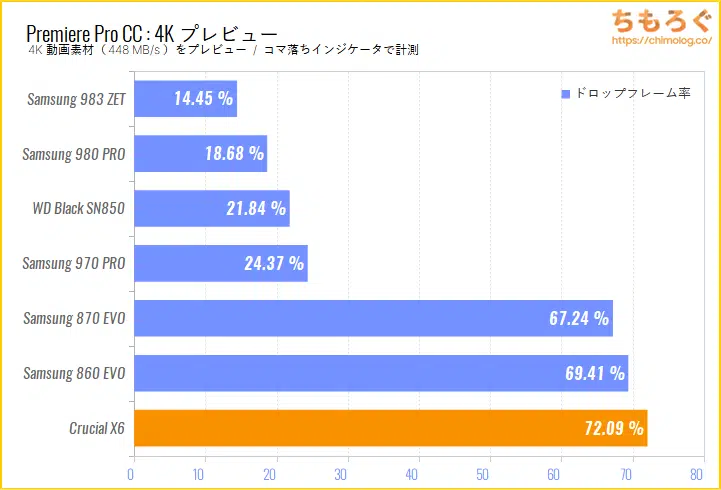 Premiere Pro CC : 4K プレビュー
4K 動画素材（448 MB/s）をプレビュー / コマ落ちインジケータで計測
ちもろぐ
https://chimolog.co/
ドロップフレーム率
Samsung 983 ZET 14.45 %
Samsung 980 PRO 18.68 %
WD Black SN850 21.84 %
Samsung 970 PRO 24.37 %
Samsung 870 EVO 67.24 %
Samsung 860 EVO 69.41 %
Crucial X6 72.09 %
0 10 20 30 40 50 60 70 80